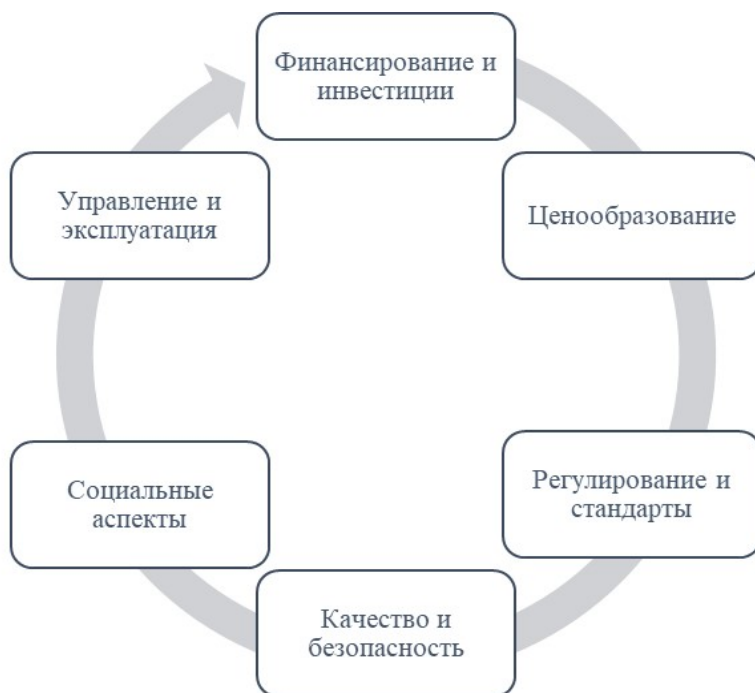 Финансирование и
инвестиции
Ценообразование
Регулирование и
стандарты
Качество и
безопасность
Социальные
аспекты
Управление и
эксплуатация